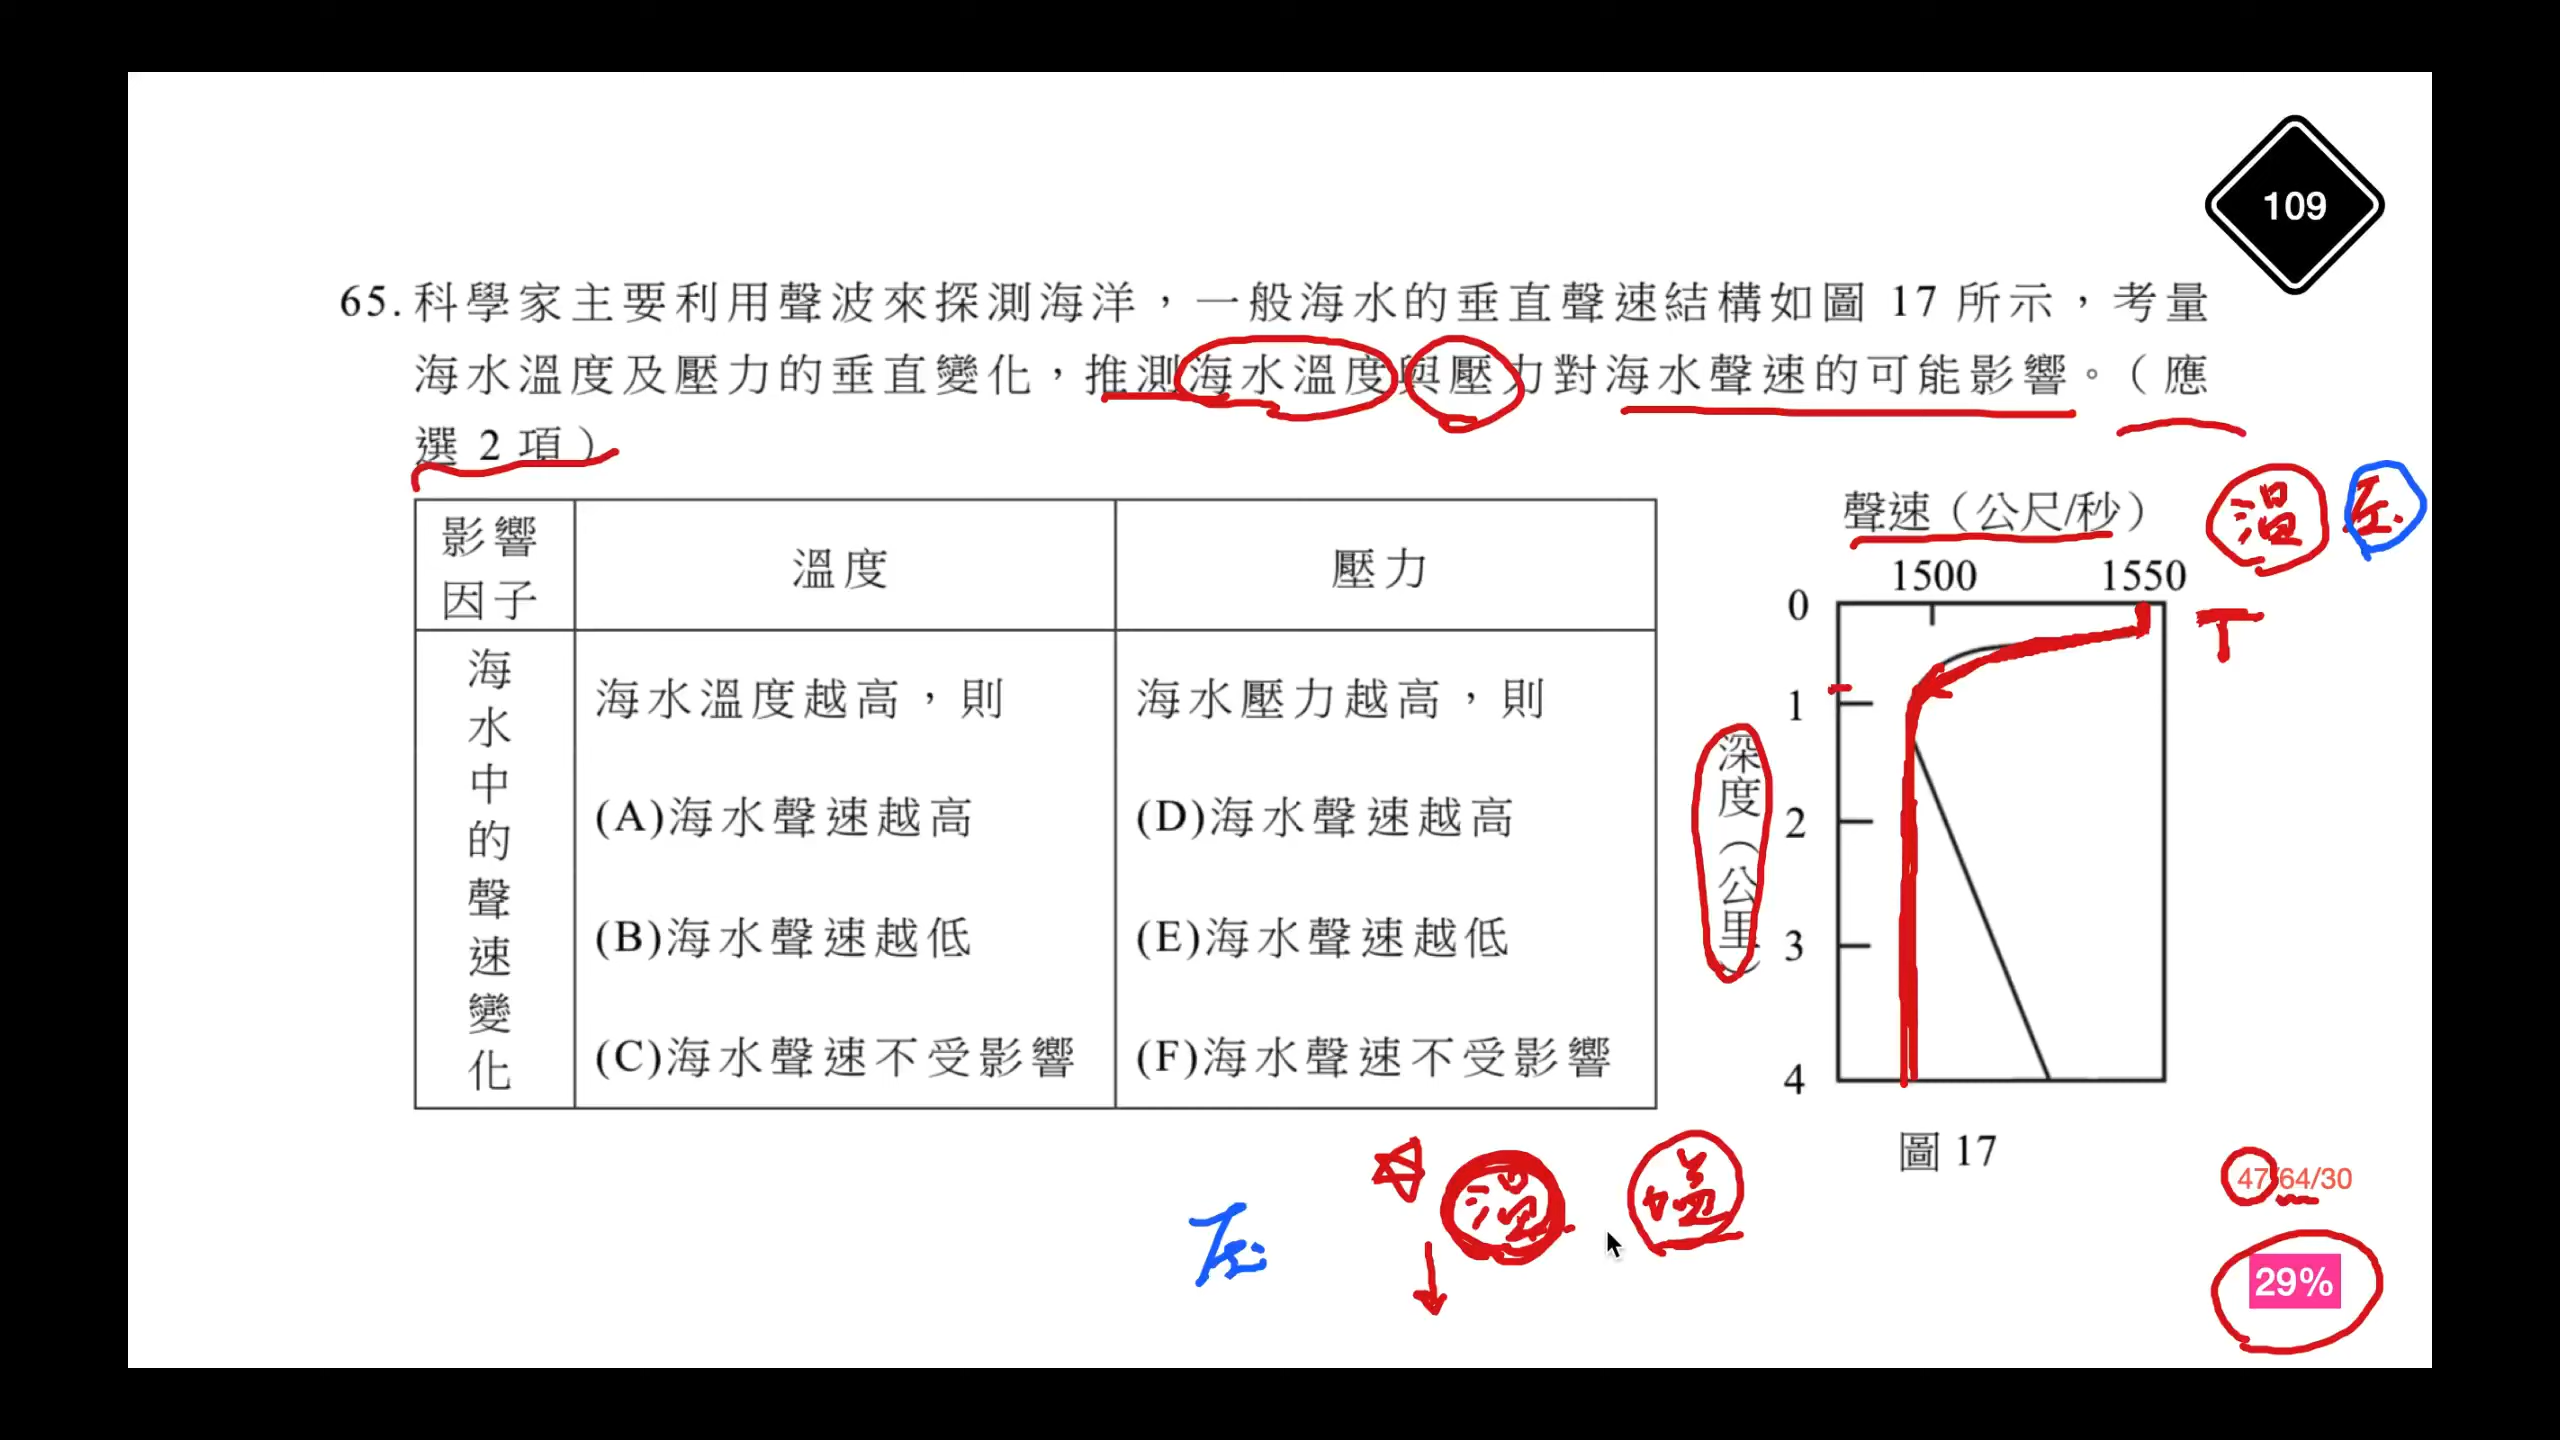 109
65.科學家主要利用聲波來探測海洋，一般海水的垂直聲速結構如圖 17 所示，考量
海水溫度及壓力的垂直變化，推測海水溫度與壓力對海水聲速的可能影響。（應
選 2 項）
影響因子
溫度
壓力
海水中的聲速變化
海水溫度越高，則
(A)海水聲速越高
(B)海水聲速越低
(C)海水聲速不受影響
海水壓力越高，則
(D)海水聲速越高
(E)海水聲速越低
(F)海水聲速不受影響
聲速（公尺/秒）
溫
压
1500 1550
T
0
1
2
3
4
深度（公里）
圖 17
压
溫
塩
47/64/30
29%